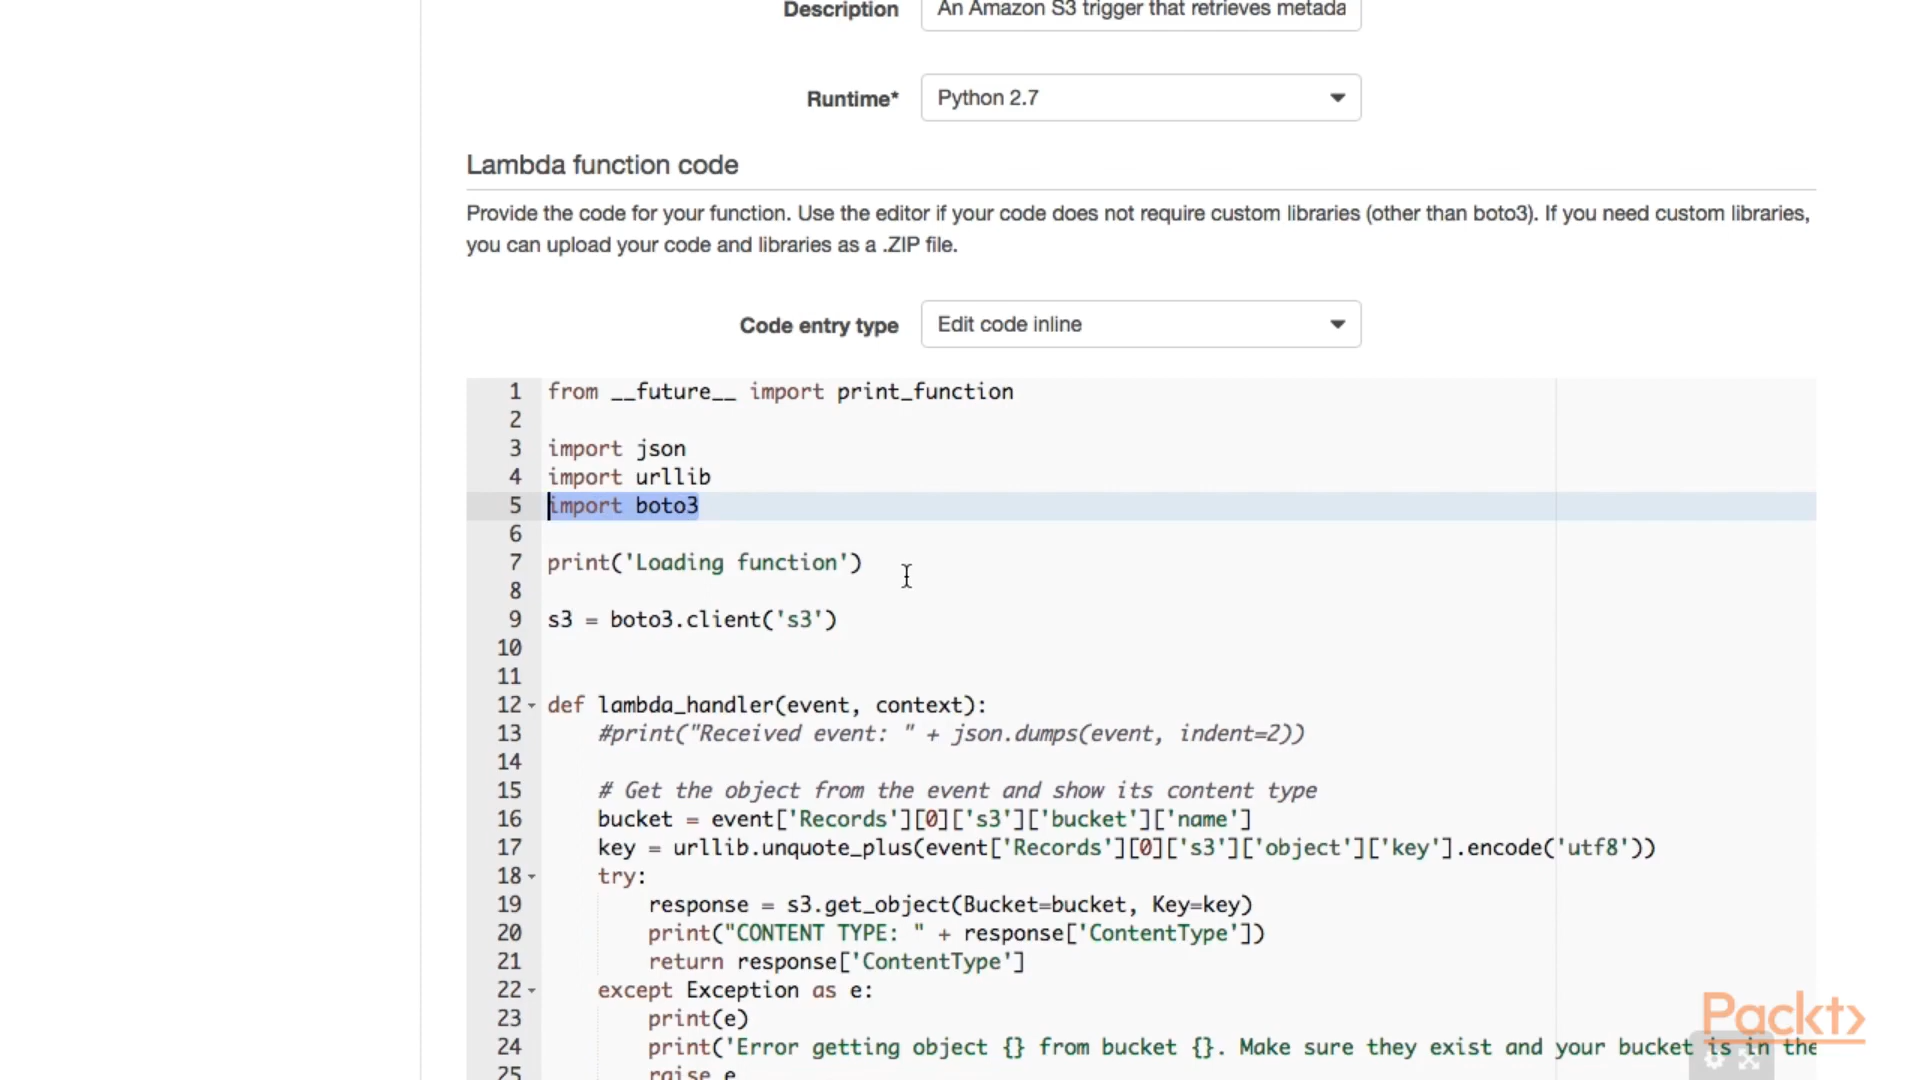 Description An Amazon S3 trigger that retrieves metada
Runtime* Python 2.7
Lambda function code
Provide the code for your function. Use the editor if your code does not require custom libraries (other than boto3). If you need custom libraries,
you can upload your code and libraries as a .ZIP file.
Code entry type Edit code inline
1 from __future__ import print_function
2
3 import json
4 import urllib
5 import boto3
6
7 print('Loading function')
8
9 s3 = boto3.client('s3')
10
11
12 def lambda_handler(event, context):
13 #print("Received event: " + json.dumps(event, indent=2))
14
15 # Get the object from the event and show its content type
16 bucket = event['Records'][0]['s3']['bucket']['name']
17 key = urllib.unquote_plus(event['Records'][0]['s3']['object']['key'].encode('utf8'))
18 try:
19 response = s3.get_object(Bucket=bucket, Key=key)
20 print("CONTENT TYPE: " + response['ContentType'])
21 return response['ContentType']
22 except Exception as e:
23 print(e)
24 print('Error getting object {} from bucket {}. Make sure they exist and your bucket is in the
25 raise e
Packt>